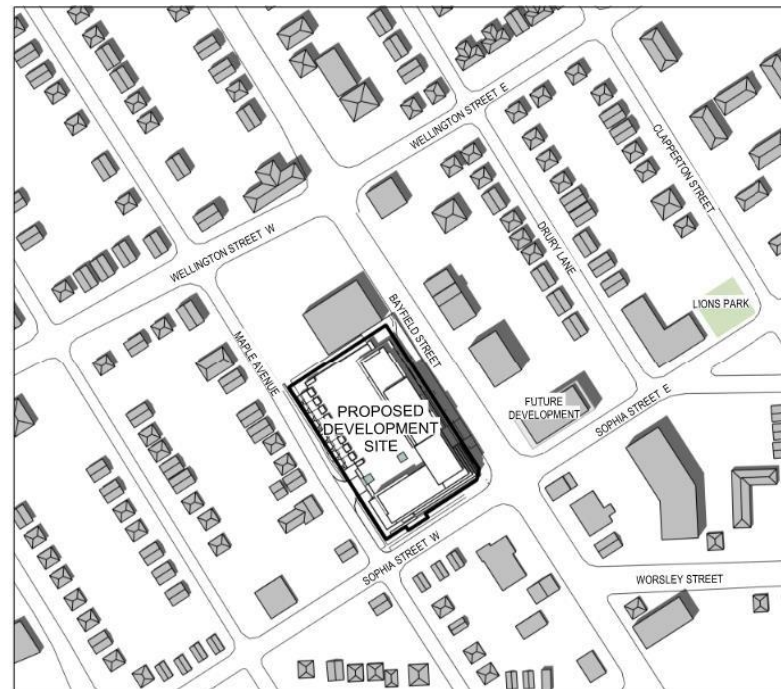 WELLINGTON STREET E
CLAPPERTON STREET
DRURY LANE
WELLINGTON STREET W
LIONS PARK
BAYFIELD STREET
MAPLE AVENUE
PROPOSED
DEVELOPMENT
SITE
FUTURE
DEVELOPMENT
SOPHIA STREET E
SOPHIA STREET W
WORSLEY STREET